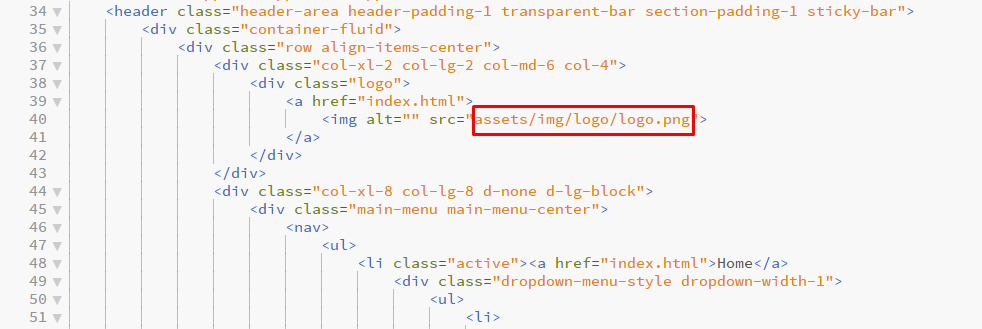 34 <header class="header-area header-padding-1 transparent-bar section-padding-1 sticky-bar">
35 <div class="container-fluid">
36 <div class="row align-items-center">
37 <div class="col-xl-2 col-lg-2 col-md-6 col-4">
38 <div class="logo">
39 <a href="index.html">
40 <img alt="" src="assets/img/logo/logo.png">
41 </a>
42 </div>
43 </div>
44 <div class="col-xl-8 col-lg-8 d-none d-lg-block">
45 <div class="main-menu main-menu-center">
46 <nav>
47 <ul>
48 <li class="active"><a href="index.html">Home</a>
49 <div class="dropdown-menu-style dropdown-width-1">
50 <ul>
51 <li>